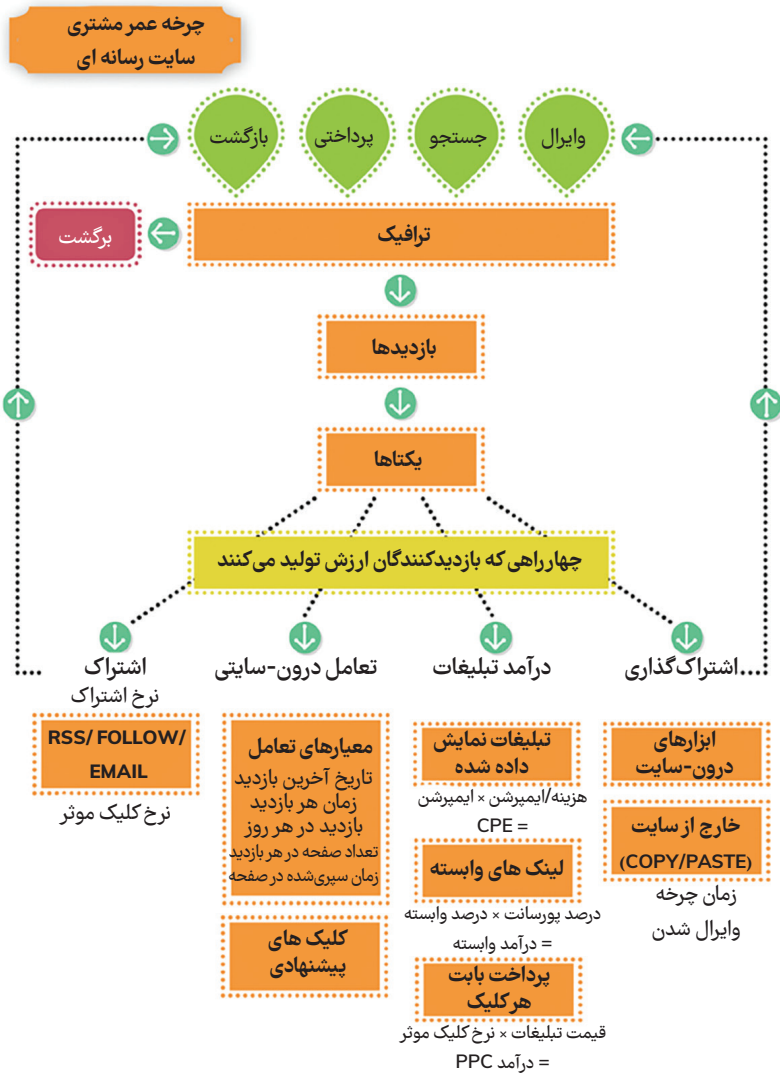 چرخه عمر مشتری
سایت رسانه ای
وایرال
جستجو
پرداختی
بازگشت
ترافیک
برگشت
بازدیدها
یکتاها
چهار راهی که بازدیدکنندگان ارزش تولید می‌کنند
اشتراک‌گذاری
ابزارهای
درون-سایت
خارج از سایت
(COPY/PASTE)
زمان چرخه
وایرال شدن
درآمد تبلیغات
تبلیغات نمایش
داده شده
هزینه/ایمپرشن × ایمپرشن
= CPE
لینک های وابسته
درصد پورسانت × درصد وابسته
= درآمد وابسته
پرداخت بابت
هر کلیک
قیمت تبلیغات × نرخ کلیک موثر
= درآمد PPC
تعامل درون-سایتی
معیارهای تعامل
تاریخ آخرین بازدید
زمان هر بازدید
بازدید در هر روز
تعداد صفحه در هر بازدید
زمان سپری‌شده در صفحه
کلیک های
پیشنهادی
اشتراک
نرخ اشتراک
RSS/ FOLLOW/
EMAIL
نرخ کلیک موثر